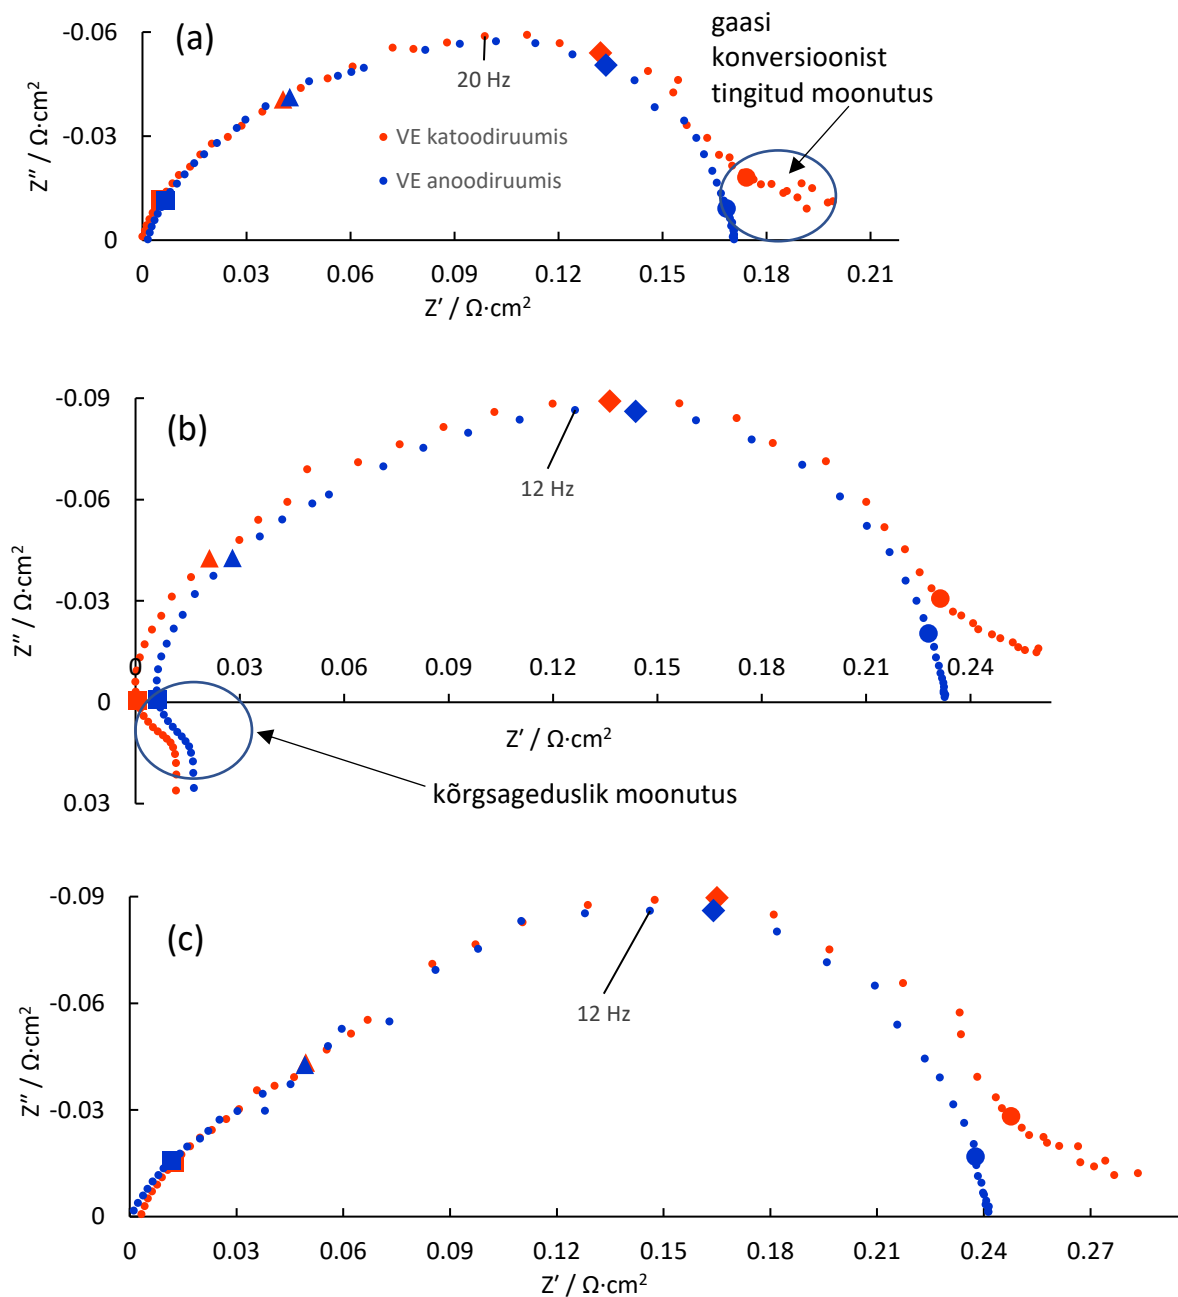 (a)
gaasi
konversioonist
tingitud moonutus
-0.06
-0.03
0
Z″ / Ω·cm²
20 Hz
VE katoodiruumis
VE anoodiruumis
0 0.03 0.06 0.09 0.12 0.15 0.18 0.21
Z′ / Ω·cm²
(b)
-0.09
-0.06
-0.03
0
0.03
Z″ / Ω·cm²
12 Hz
0 0.03 0.06 0.09 0.12 0.15 0.18 0.21 0.24
Z′ / Ω·cm²
kõrgsageduslik moonutus
(c)
-0.09
-0.06
-0.03
0
Z″ / Ω·cm²
12 Hz
0 0.03 0.06 0.09 0.12 0.15 0.18 0.21 0.24 0.27
Z′ / Ω·cm²